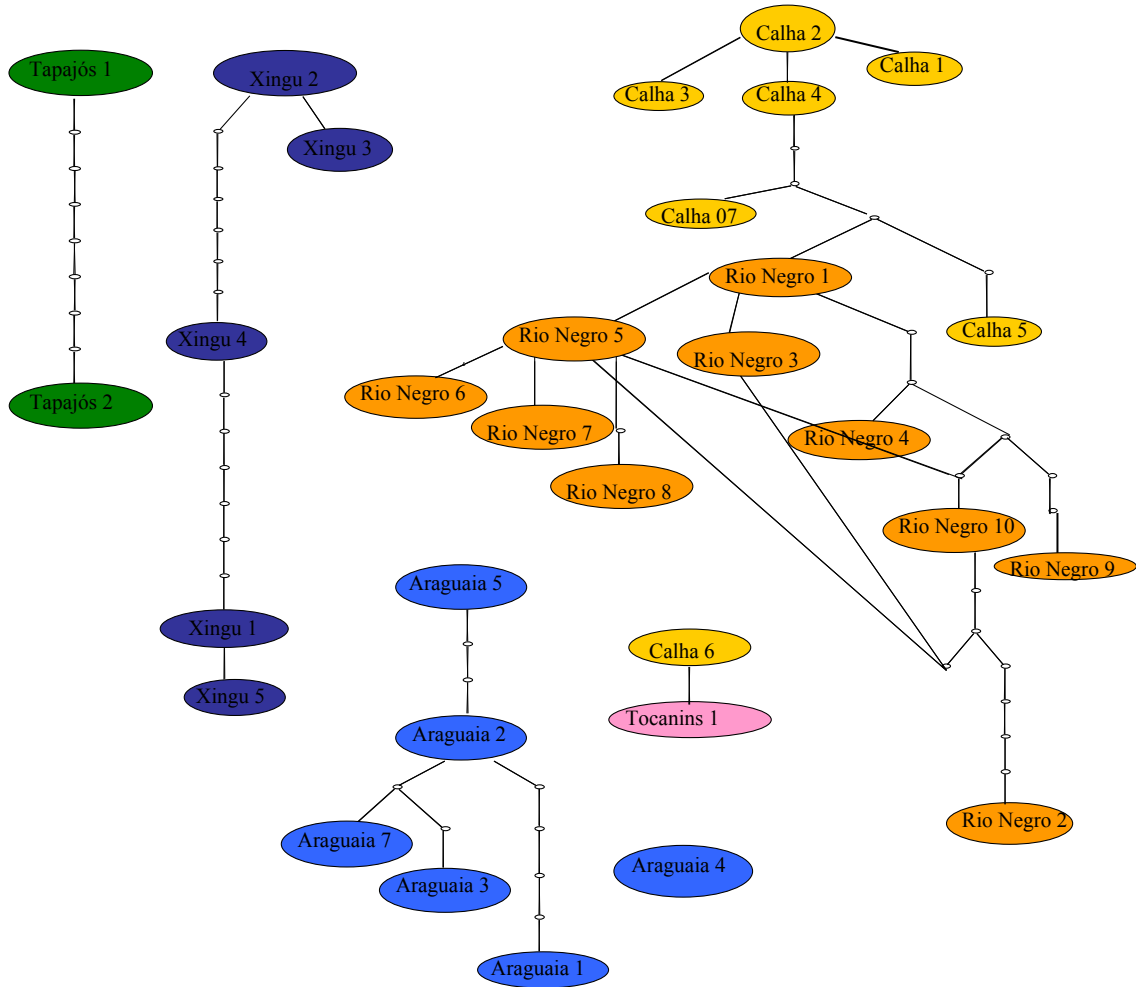 Calha 2
Tapajós 1
Xingu 2
Calha 1
Calha 3
Calha 4
Xingu 3
Calha 07
Rio Negro 1
Rio Negro 5
Calha 5
Xingu 4
Rio Negro 3
Rio Negro 6
Tapajós 2
Rio Negro 7
Rio Negro 4
Rio Negro 8
Rio Negro 10
Rio Negro 9
Araguaia 5
Xingu 1
Calha 6
Xingu 5
Tocanins 1
Araguaia 2
Rio Negro 2
Araguaia 7
Araguaia 4
Araguaia 3
Araguaia 1